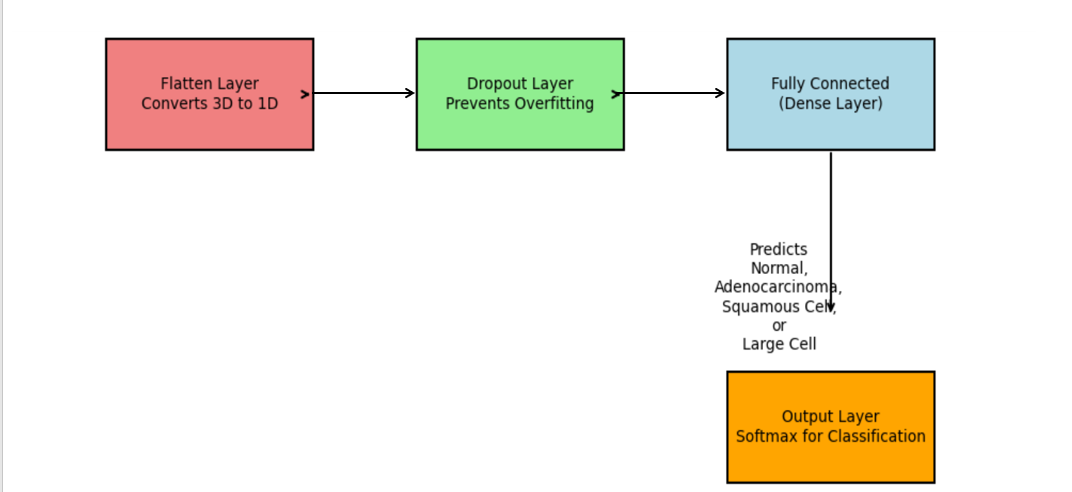 Flatten Layer
Converts 3D to 1D
Dropout Layer
Prevents Overfitting
Fully Connected
(Dense Layer)
Predicts
Normal,
Adenocarcinoma,
Squamous Cell,
or
Large Cell
Output Layer
Softmax for Classification